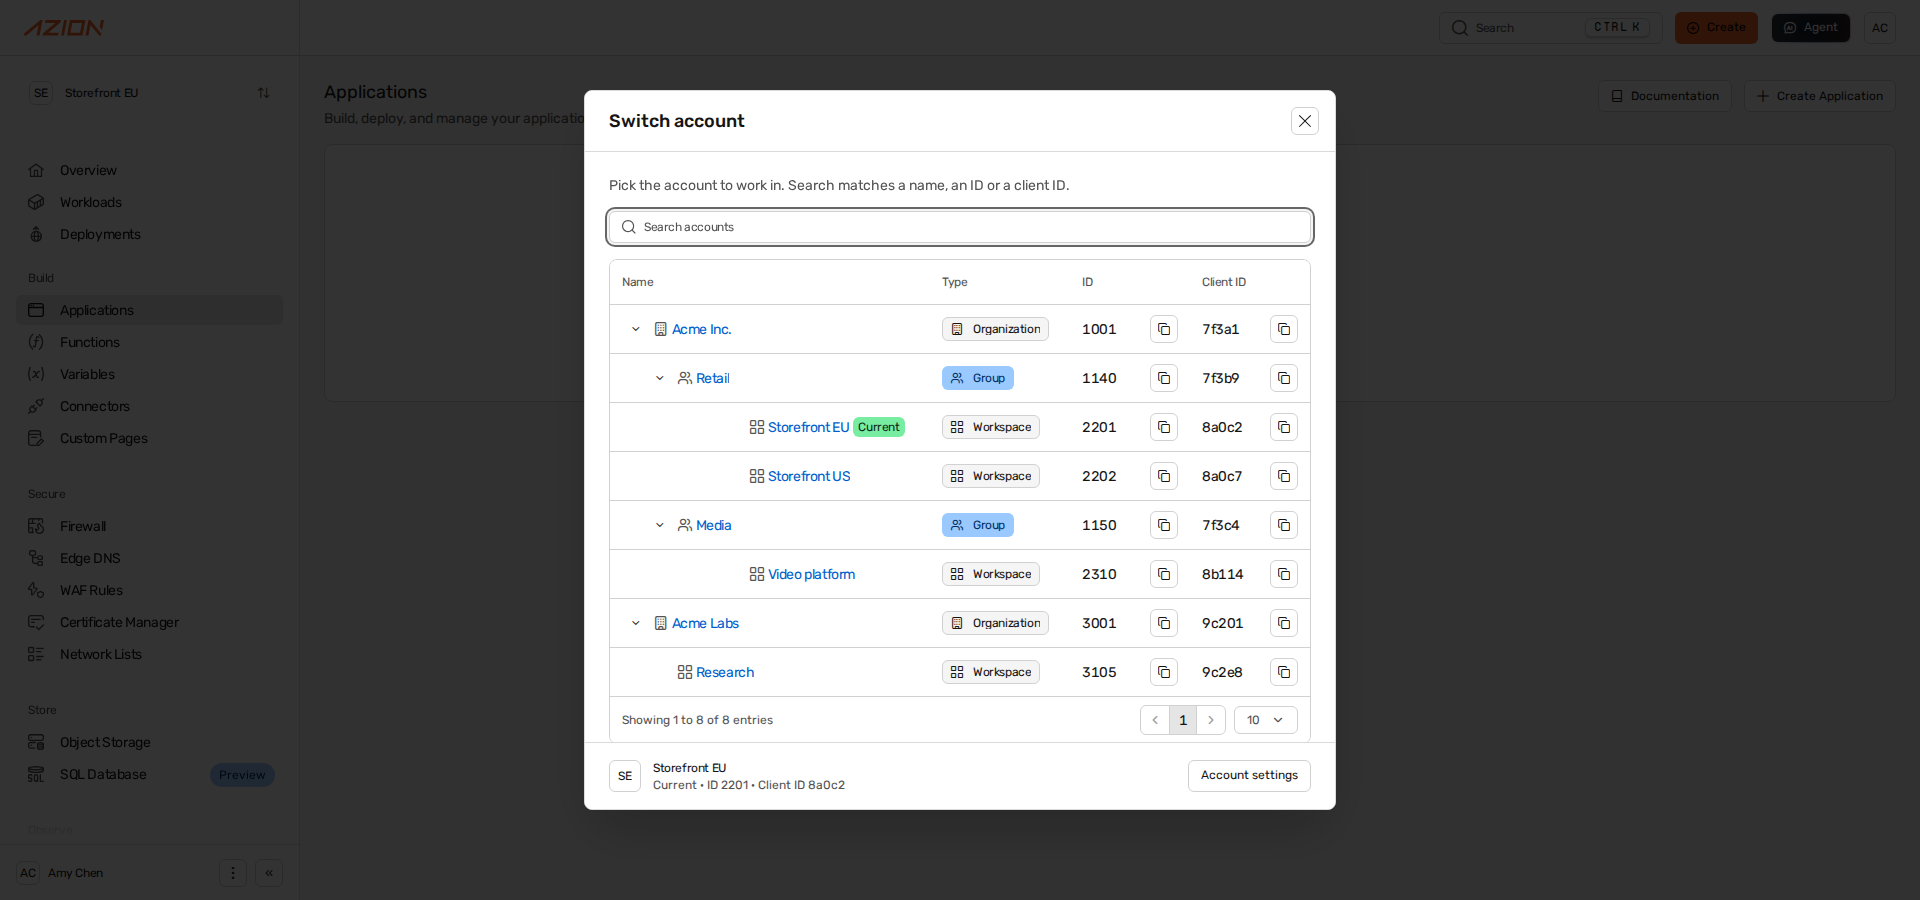 AZION
Search
CTRL K
Create
Agent
AC
SE
Storefront EU
Overview
Workloads
Deployments
Build
Applications
Functions
Variables
Connectors
Custom Pages
Secure
Firewall
Edge DNS
WAF Rules
Certificate Manager
Network Lists
Store
Object Storage
SQL Database
Preview
Observe
AC
Amy Chen
Applications
Build, deploy, and manage your applicatio
Documentation
Create Application
Switch account
Pick the account to work in. Search matches a name, an ID or a client ID.
Search accounts
Name Type ID Client ID
Acme Inc. Organization 1001 7f3a1
Retail Group 1140 7f3b9
Storefront EU Current Workspace 2201 8a0c2
Storefront US Workspace 2202 8a0c7
Media Group 1150 7f3c4
Video platform Workspace 2310 8b114
Acme Labs Organization 3001 9c201
Research Workspace 3105 9c2e8
Showing 1 to 8 of 8 entries
1
10
SE
Storefront EU
Current • ID 2201 • Client ID 8a0c2
Account settings